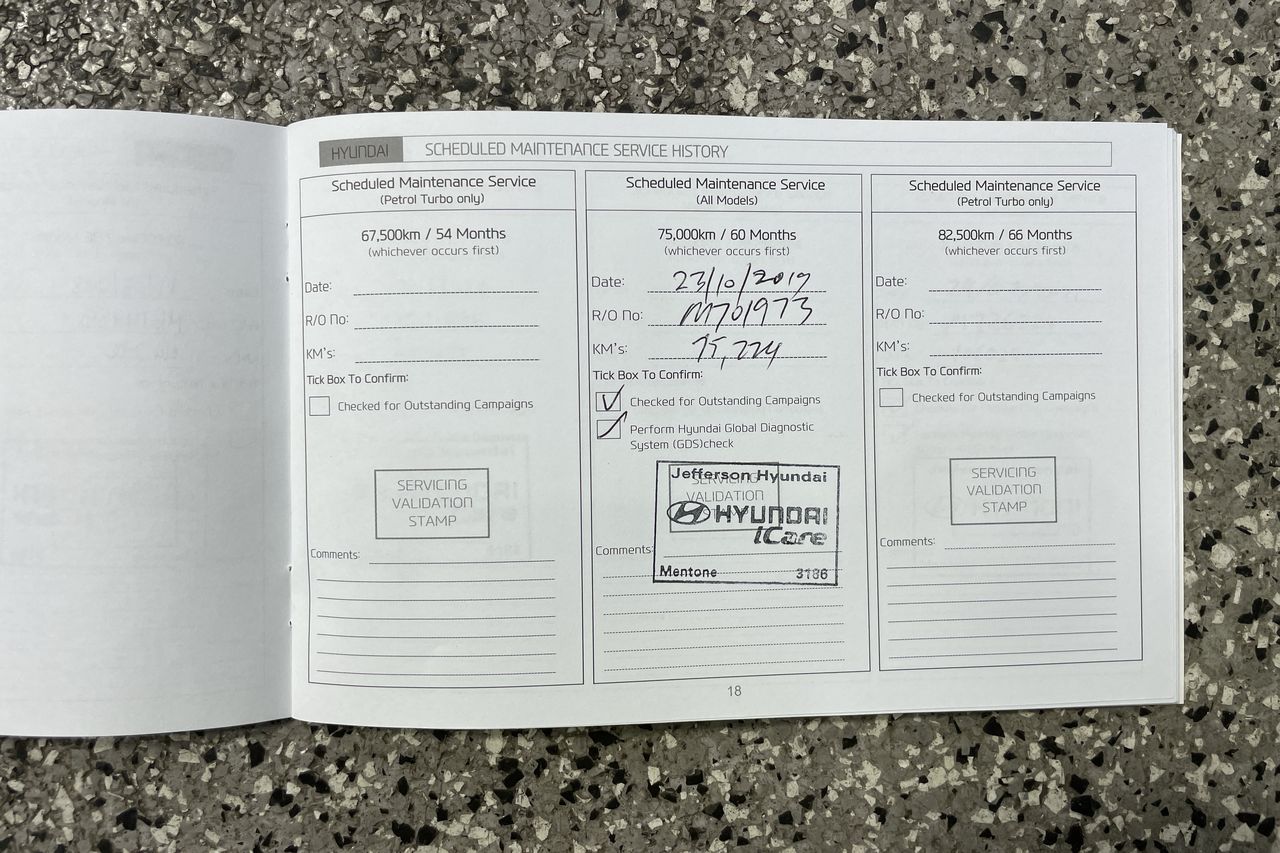 HYUNDAI SCHEDULED MAINTENANCE SERVICE HISTORY
Scheduled Maintenance Service
(Petrol Turbo only)
67,500km / 54 Months
(whichever occurs first)
Date:
R/O No:
KM's:
Tick Box To Confirm:
Checked for Outstanding Campaigns
SERVICING
VALIDATION
STAMP
Comments:
Scheduled Maintenance Service
(All Models)
75,000km / 60 Months
(whichever occurs first)
Date: 23/10/2019
R/O No: M701973
KM's: 75,224
Tick Box To Confirm:
Checked for Outstanding Campaigns
Perform Hyundai Global Diagnostic
System (GDS)check
Jefferson Hyundai
SERVICING
VALIDATION
HYUNDAI
iCare
Comments:
Mentone 3186
Scheduled Maintenance Service
(Petrol Turbo only)
82,500km / 66 Months
(whichever occurs first)
Date:
R/O No:
KM's:
Tick Box To Confirm:
Checked for Outstanding Campaigns
SERVICING
VALIDATION
STAMP
Comments:
18